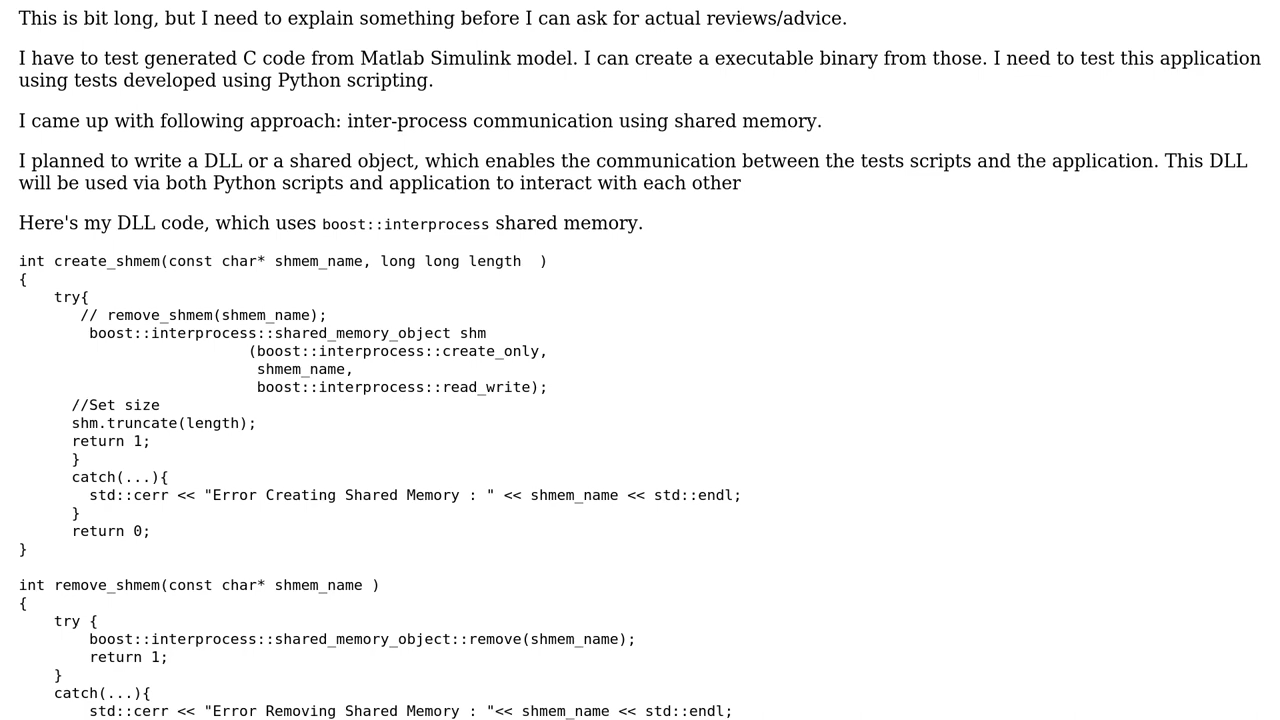 This is bit long, but I need to explain something before I can ask for actual reviews/advice.
I have to test generated C code from Matlab Simulink model. I can create a executable binary from those. I need to test this application
using tests developed using Python scripting.
I came up with following approach: inter-process communication using shared memory.
I planned to write a DLL or a shared object, which enables the communication between the tests scripts and the application. This DLL
will be used via both Python scripts and application to interact with each other
Here's my DLL code, which uses boost::interprocess shared memory.
int create_shmem(const char* shmem_name, long long length  )
{
    try{
       // remove_shmem(shmem_name);
        boost::interprocess::shared_memory_object shm
                          (boost::interprocess::create_only,
                           shmem_name,
                           boost::interprocess::read_write);
      //Set size
      shm.truncate(length);
      return 1;
      }
      catch(...){
        std::cerr << "Error Creating Shared Memory : " << shmem_name << std::endl;
      }
      return 0;
}
int remove_shmem(const char* shmem_name )
{
    try {
        boost::interprocess::shared_memory_object::remove(shmem_name);
        return 1;
    }
    catch(...){
        std::cerr << "Error Removing Shared Memory : "<< shmem_name << std::endl;